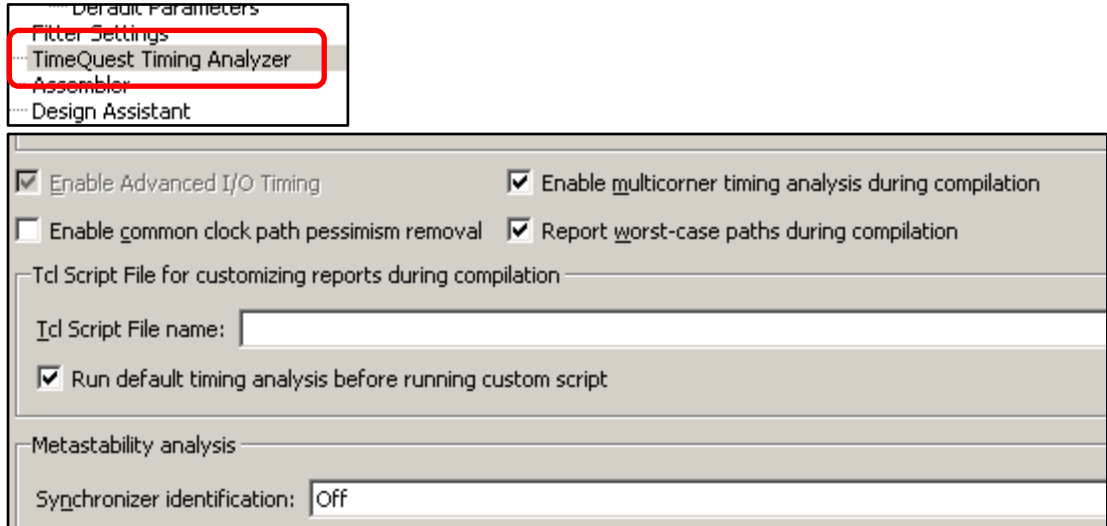 Default Parameters
Fitter Settings
TimeQuest Timing Analyzer
Assembler
Design Assistant
Enable Advanced I/O Timing
Enable multicorner timing analysis during compilation
Enable common clock path pessimism removal
Report worst-case paths during compilation
Tcl Script File for customizing reports during compilation
Tcl Script File name:
Run default timing analysis before running custom script
Metastability analysis
Synchronizer identification: Off